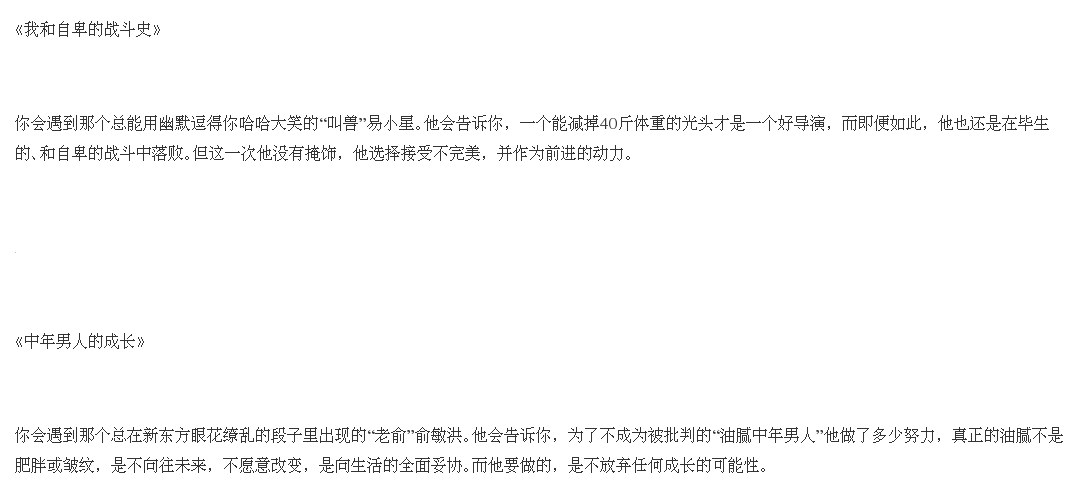 《我和自卑的战斗史》
你会遇到那个总能用幽默逗得你哈哈大笑的“叫兽”易小星。他会告诉你，一个能减掉40斤体重的光头才是一个好导演，而即便如此，他也还是在毕生
的、和自卑的战斗中落败。但这一次他没有掩饰，他选择接受不完美，并作为前进的动力。
《中年男人的成长》
你会遇到那个总在新东方眼花缭乱的段子里出现的“老俞”俞敏洪。他会告诉你，为了不成为被批判的“油腻中年男人”他做了多少努力，真正的油腻不是
肥胖或皱纹，是不向往未来，不愿意改变，是向生活的全面妥协。而他要做的，是不放弃任何成长的可能性。